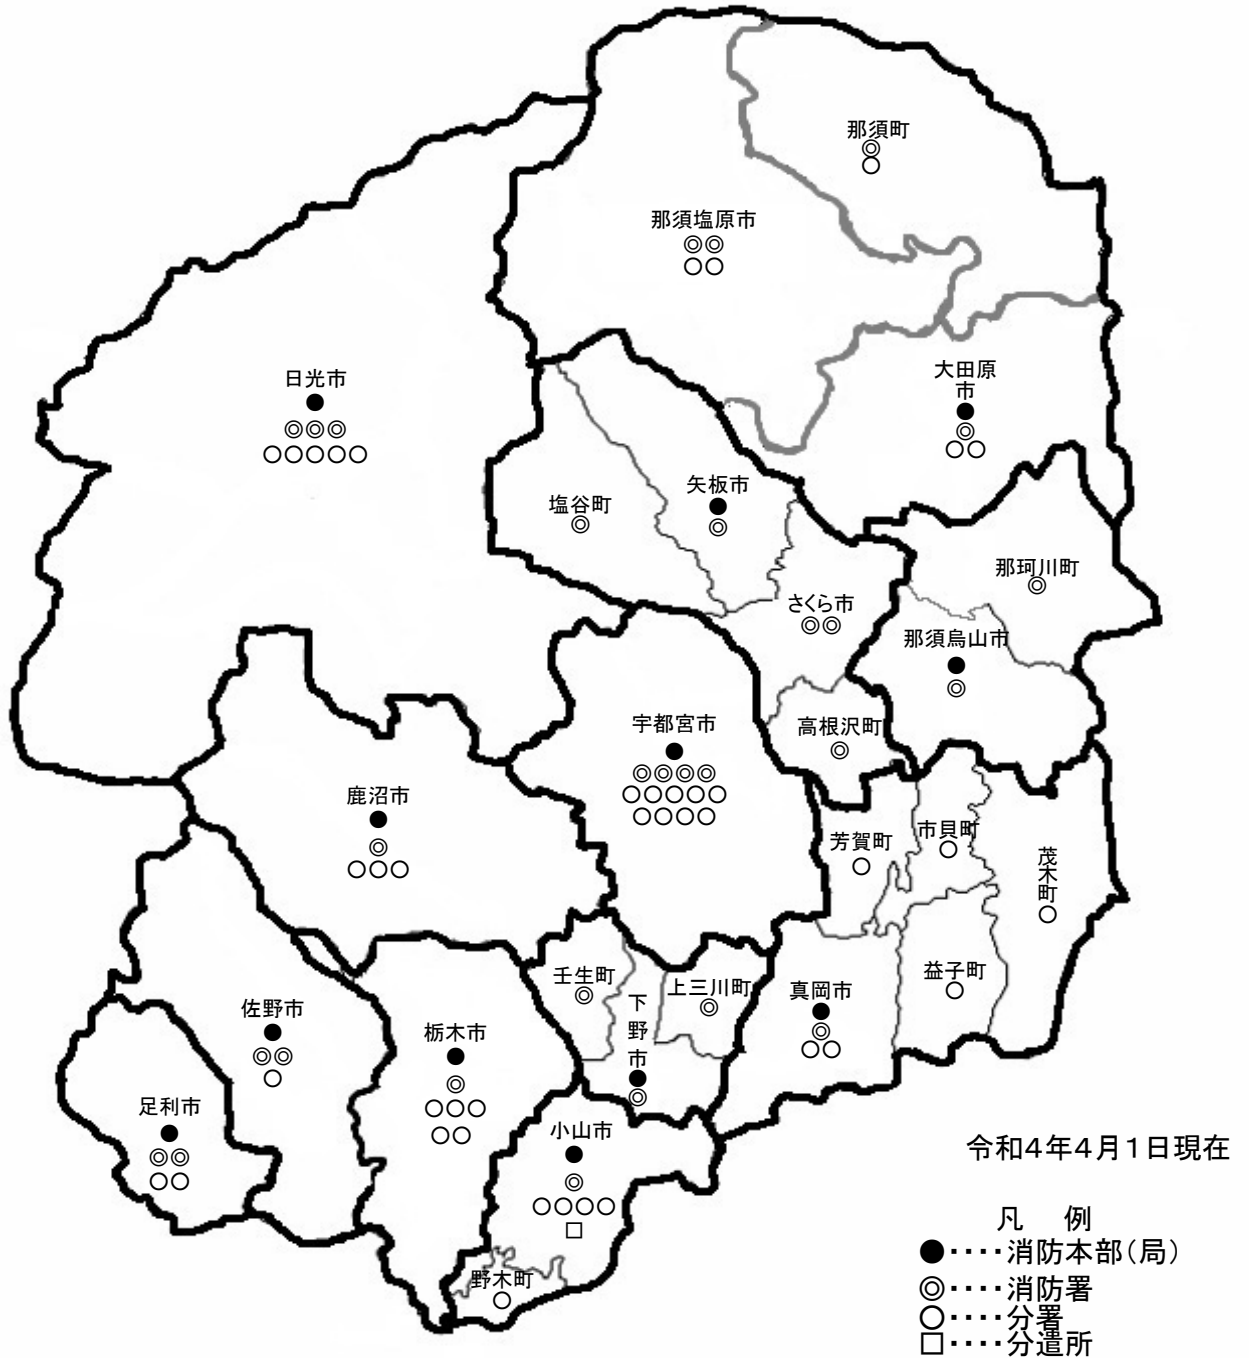 那須町
◎
○
那須塩原市
◎◎
○○
日光市
●
◎◎◎
○○○○○
大田原
市
●
◎
○○
矢板市
●
◎
塩谷町
◎
那珂川町
◎
さくら市
◎◎
那須烏山市
●
◎
宇都宮市
●
◎◎◎◎
○○○○○
○○○○
高根沢町
◎
鹿沼市
●
◎
○○○
芳賀町
○
市貝町
○
茂木町
○
壬生町
◎
上三川町
◎
下野市
●
◎
真岡市
●
◎
○○
益子町
○
佐野市
●
◎◎
○
栃木市
●
◎
○○○
○○
足利市
●
◎◎
○○
小山市
●
◎
○○○○
□
野木町
○
令和4年4月1日現在
凡 例
●････消防本部(局)
◎････消防署
○････分署
□････分遣所